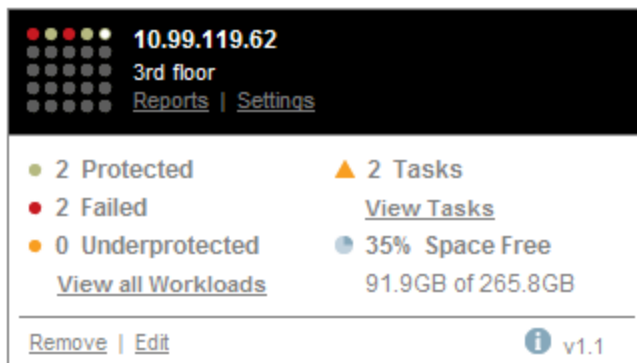 10.99.119.62
3rd floor
Reports | Settings
2 Protected
2 Failed
0 Underprotected
View all Workloads
2 Tasks
View Tasks
35% Space Free
91.9GB of 265.8GB
Remove | Edit
v1.1